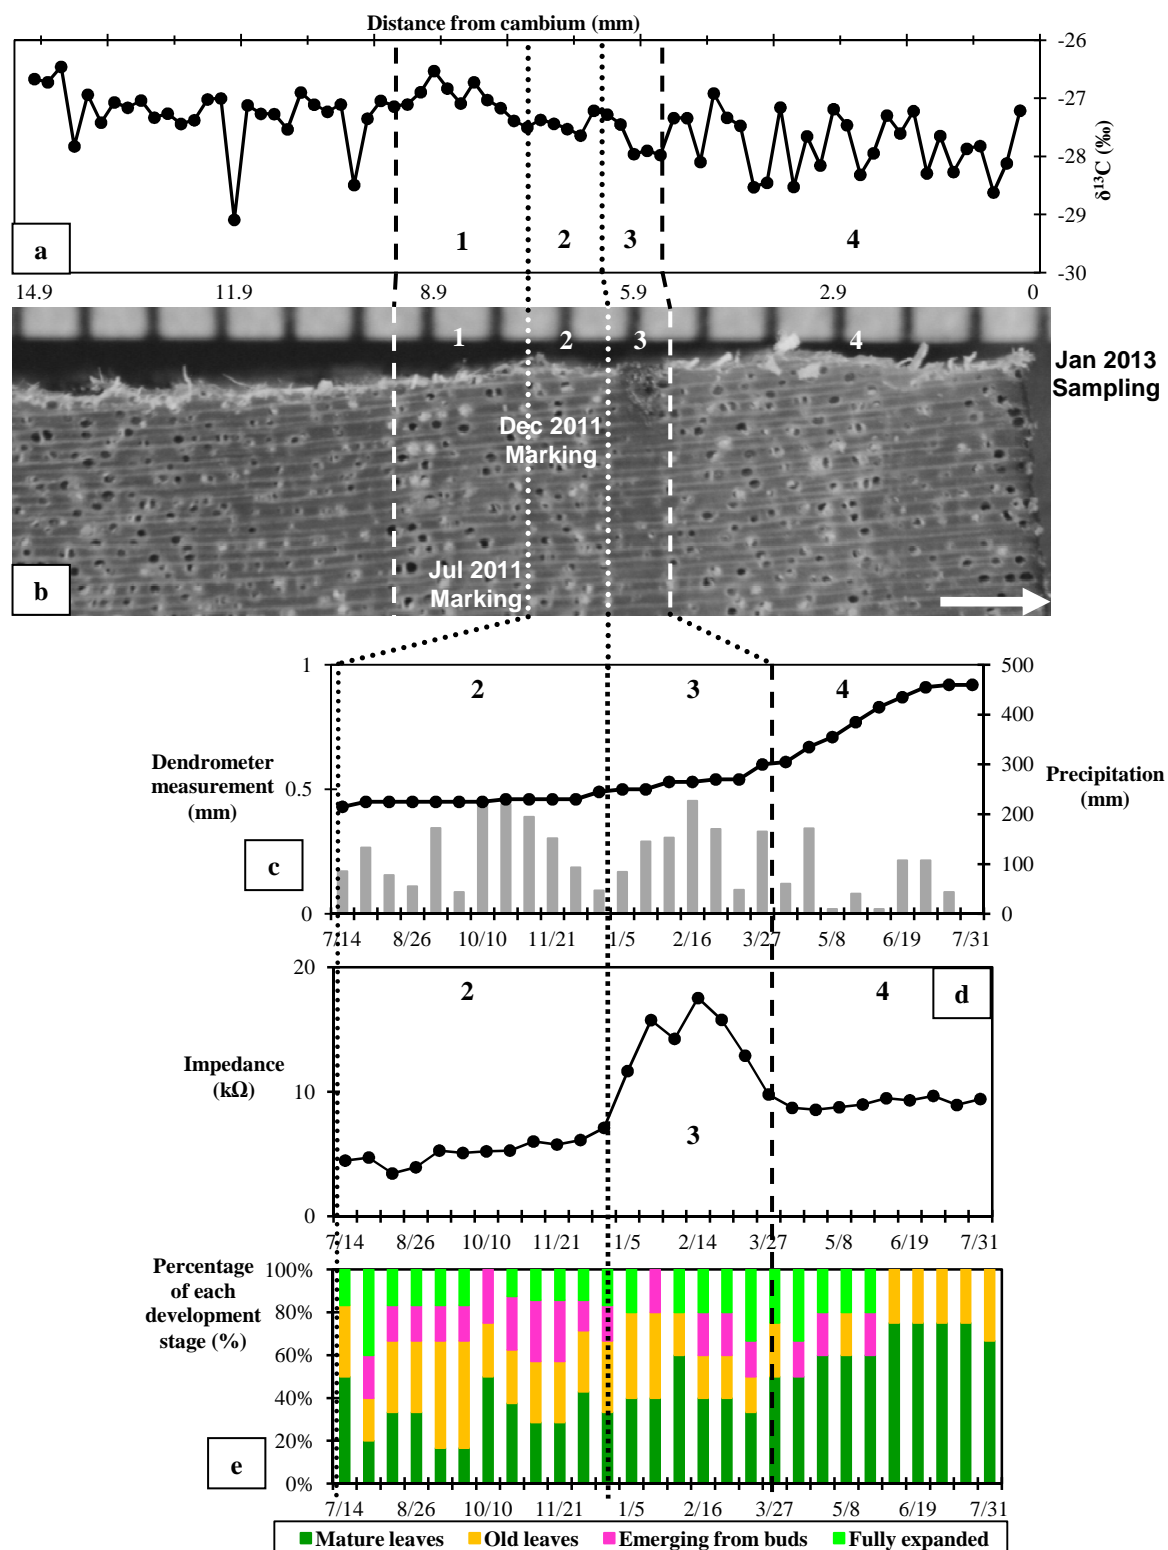 Distance from cambium (mm)
-26
-27
-28
-29
-30
δ¹³C (‰)
1
2
3
4
a
14.9
11.9
8.9
5.9
2.9
0
1
2
3
4
Jan 2013
Sampling
Dec 2011
Marking
Jul 2011
Marking
b
1
0.5
0
Dendrometer
measurement
(mm)
2
3
4
500
400
300
200
100
0
Precipitation
(mm)
c
7/14
8/26
10/10
11/21
1/5
2/16
3/27
5/8
6/19
7/31
20
10
0
Impedance
(kΩ)
2
3
4
d
7/14
8/26
10/10
11/21
1/5
2/14
3/27
5/8
6/19
7/31
Percentage
of each
development
stage (%)
100%
80%
60%
40%
20%
0%
e
7/14
8/26
10/10
11/21
1/5
2/16
3/27
5/8
6/19
7/31
Mature leaves
Old leaves
Emerging from buds
Fully expanded